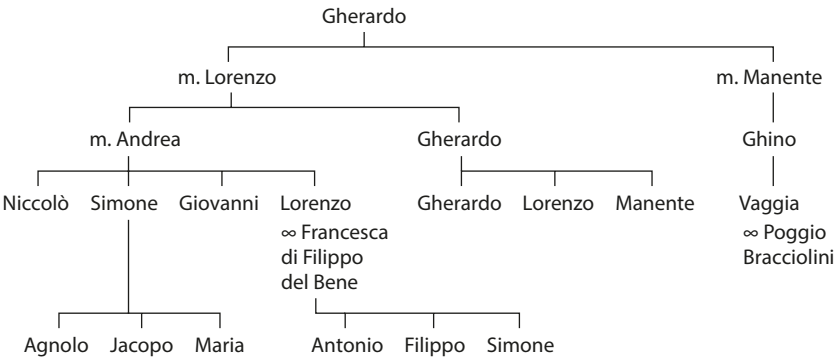 Gherardo
m. Lorenzo m. Manente
m. Andrea Gherardo Ghino
Niccolò Simone Giovanni Lorenzo Gherardo Lorenzo Manente Vaggia
∞ Francesca ∞ Poggio
di Filippo Bracciolini
del Bene
Agnolo Jacopo Maria Antonio Filippo Simone